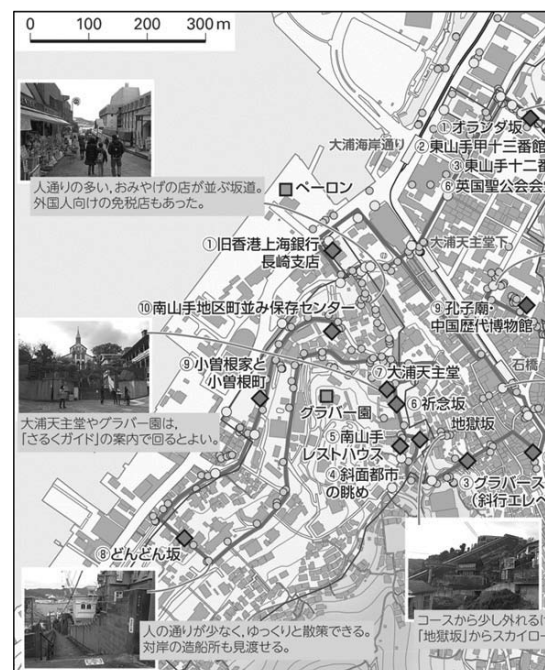 0 100 200 300 m
人通りの多い，おみやげの店が並ぶ坂道。
外国人向けの免税店もあった。
大浦海岸通り
①オランダ坂
②東山手甲十三番館
③東山手十二番
⑥英国聖公会会
ペーロン
①旧香港上海銀行
長崎支店
大浦天主堂下
⑩南山手地区町並み保存センター
⑨孔子廟・
中国歴代博物館
石橋
⑨小曽根家と
小曽根町
⑦大浦天主堂
⑥祈念坂
グラバー園
地獄坂
大浦天主堂やグラバー園は，
「さるくガイド」の案内で回るとよい。
⑤南山手
レストハウス
④斜面都市
の眺め
③グラバース
(斜行エレベ
⑧どんどん坂
人の通りが少なく，ゆっくりと散策できる。
対岸の造船所も見渡せる。
コースから少し外れるけ
「地獄坂」からスカイロー